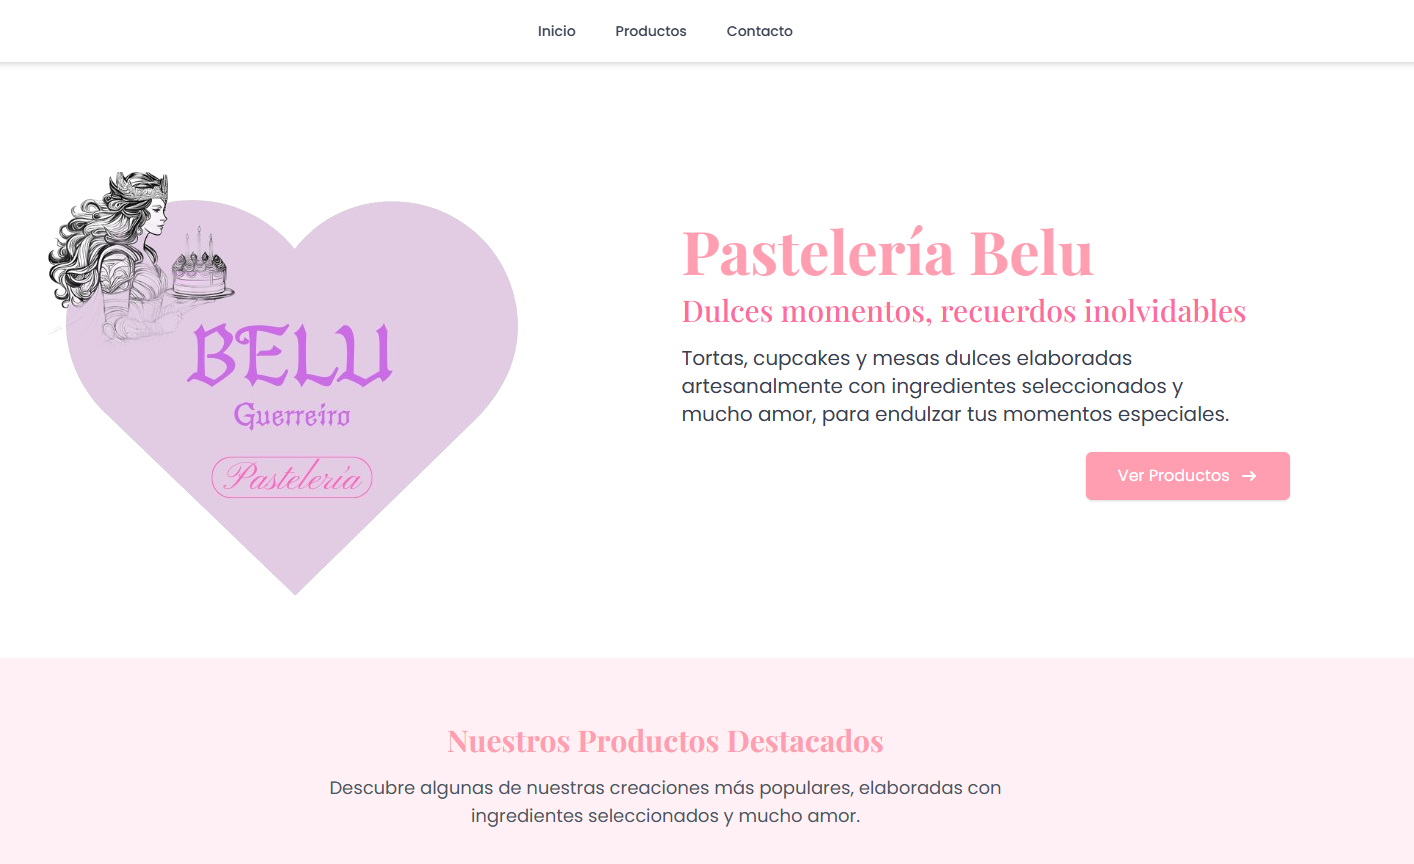 Inicio Productos Contacto
BELU
Guerreiro
Pastelería
Pastelería Belu
Dulces momentos, recuerdos inolvidables
Tortas, cupcakes y mesas dulces elaboradas
artesanalmente con ingredientes seleccionados y
mucho amor, para endulzar tus momentos especiales.
Ver Productos →
Nuestros Productos Destacados
Descubre algunas de nuestras creaciones más populares, elaboradas con
ingredientes seleccionados y mucho amor.